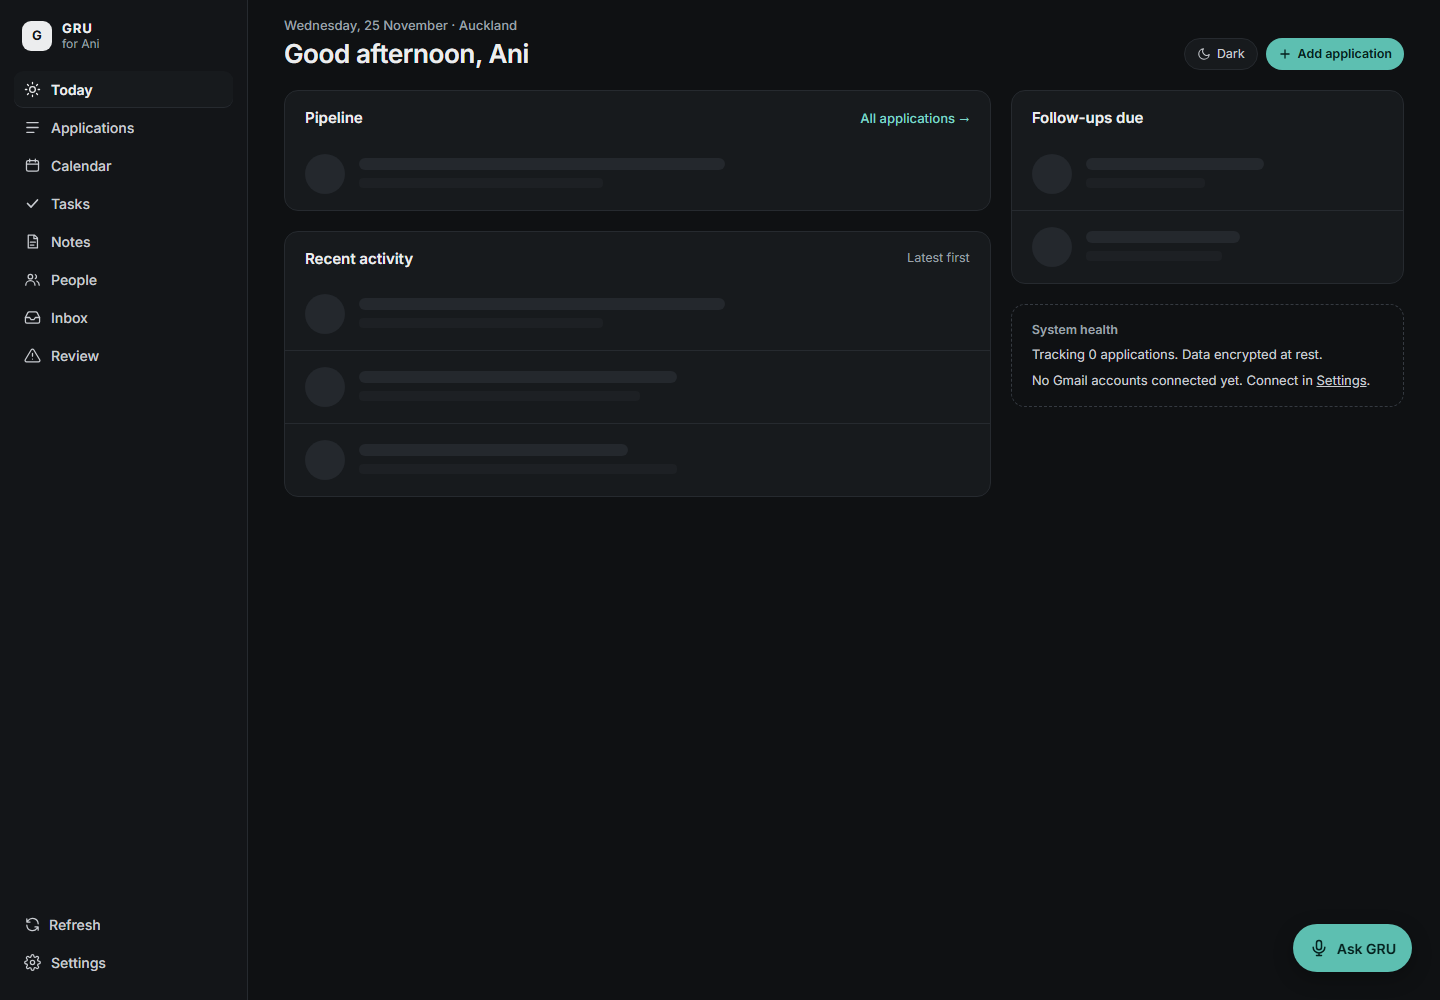 G
GRU
for Ani
Today
Applications
Calendar
Tasks
Notes
People
Inbox
Review
Refresh
Settings
Wednesday, 25 November · Auckland
Good afternoon, Ani
Dark
+ Add application
Pipeline
All applications →
Recent activity
Latest first
Follow-ups due
System health
Tracking 0 applications. Data encrypted at rest.
No Gmail accounts connected yet. Connect in Settings.
Ask GRU